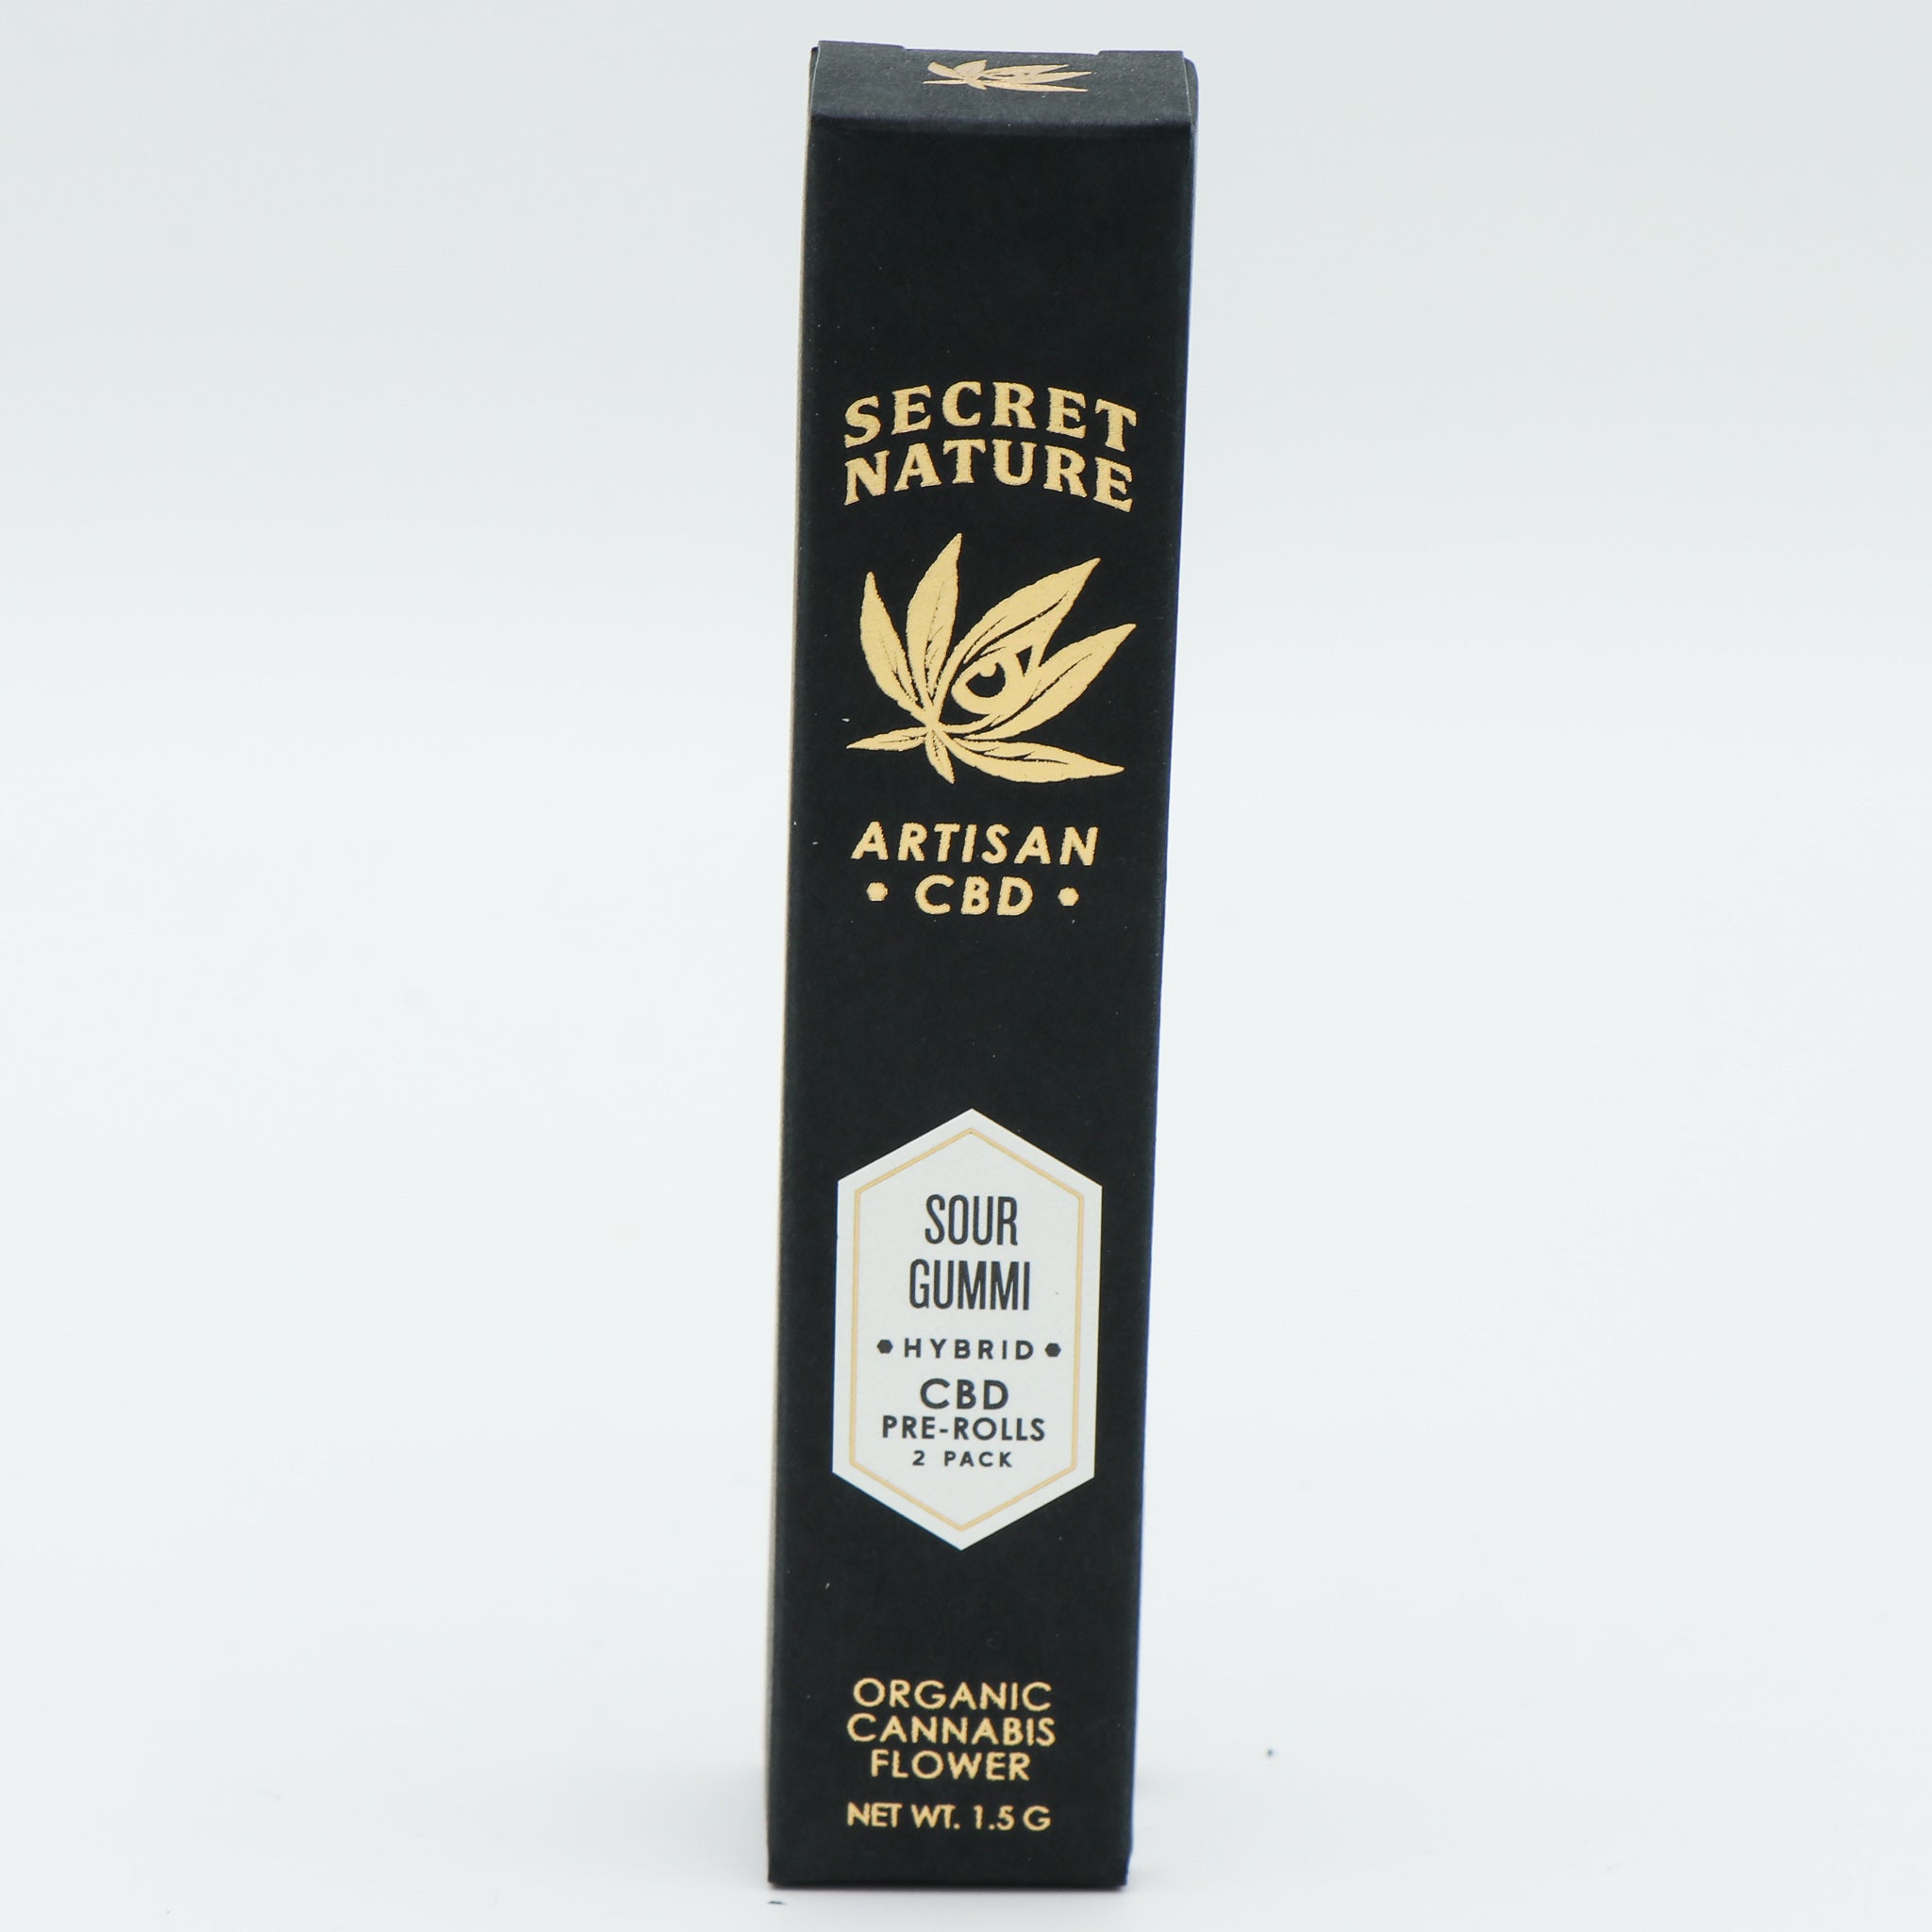 SECRET
NATURE
ARTISAN
• CBD •
SOUR
GUMMI
• HYBRID •
CBD
PRE-ROLLS
2 PACK
ORGANIC
CANNABIS
FLOWER
NET WT. 1.5 G